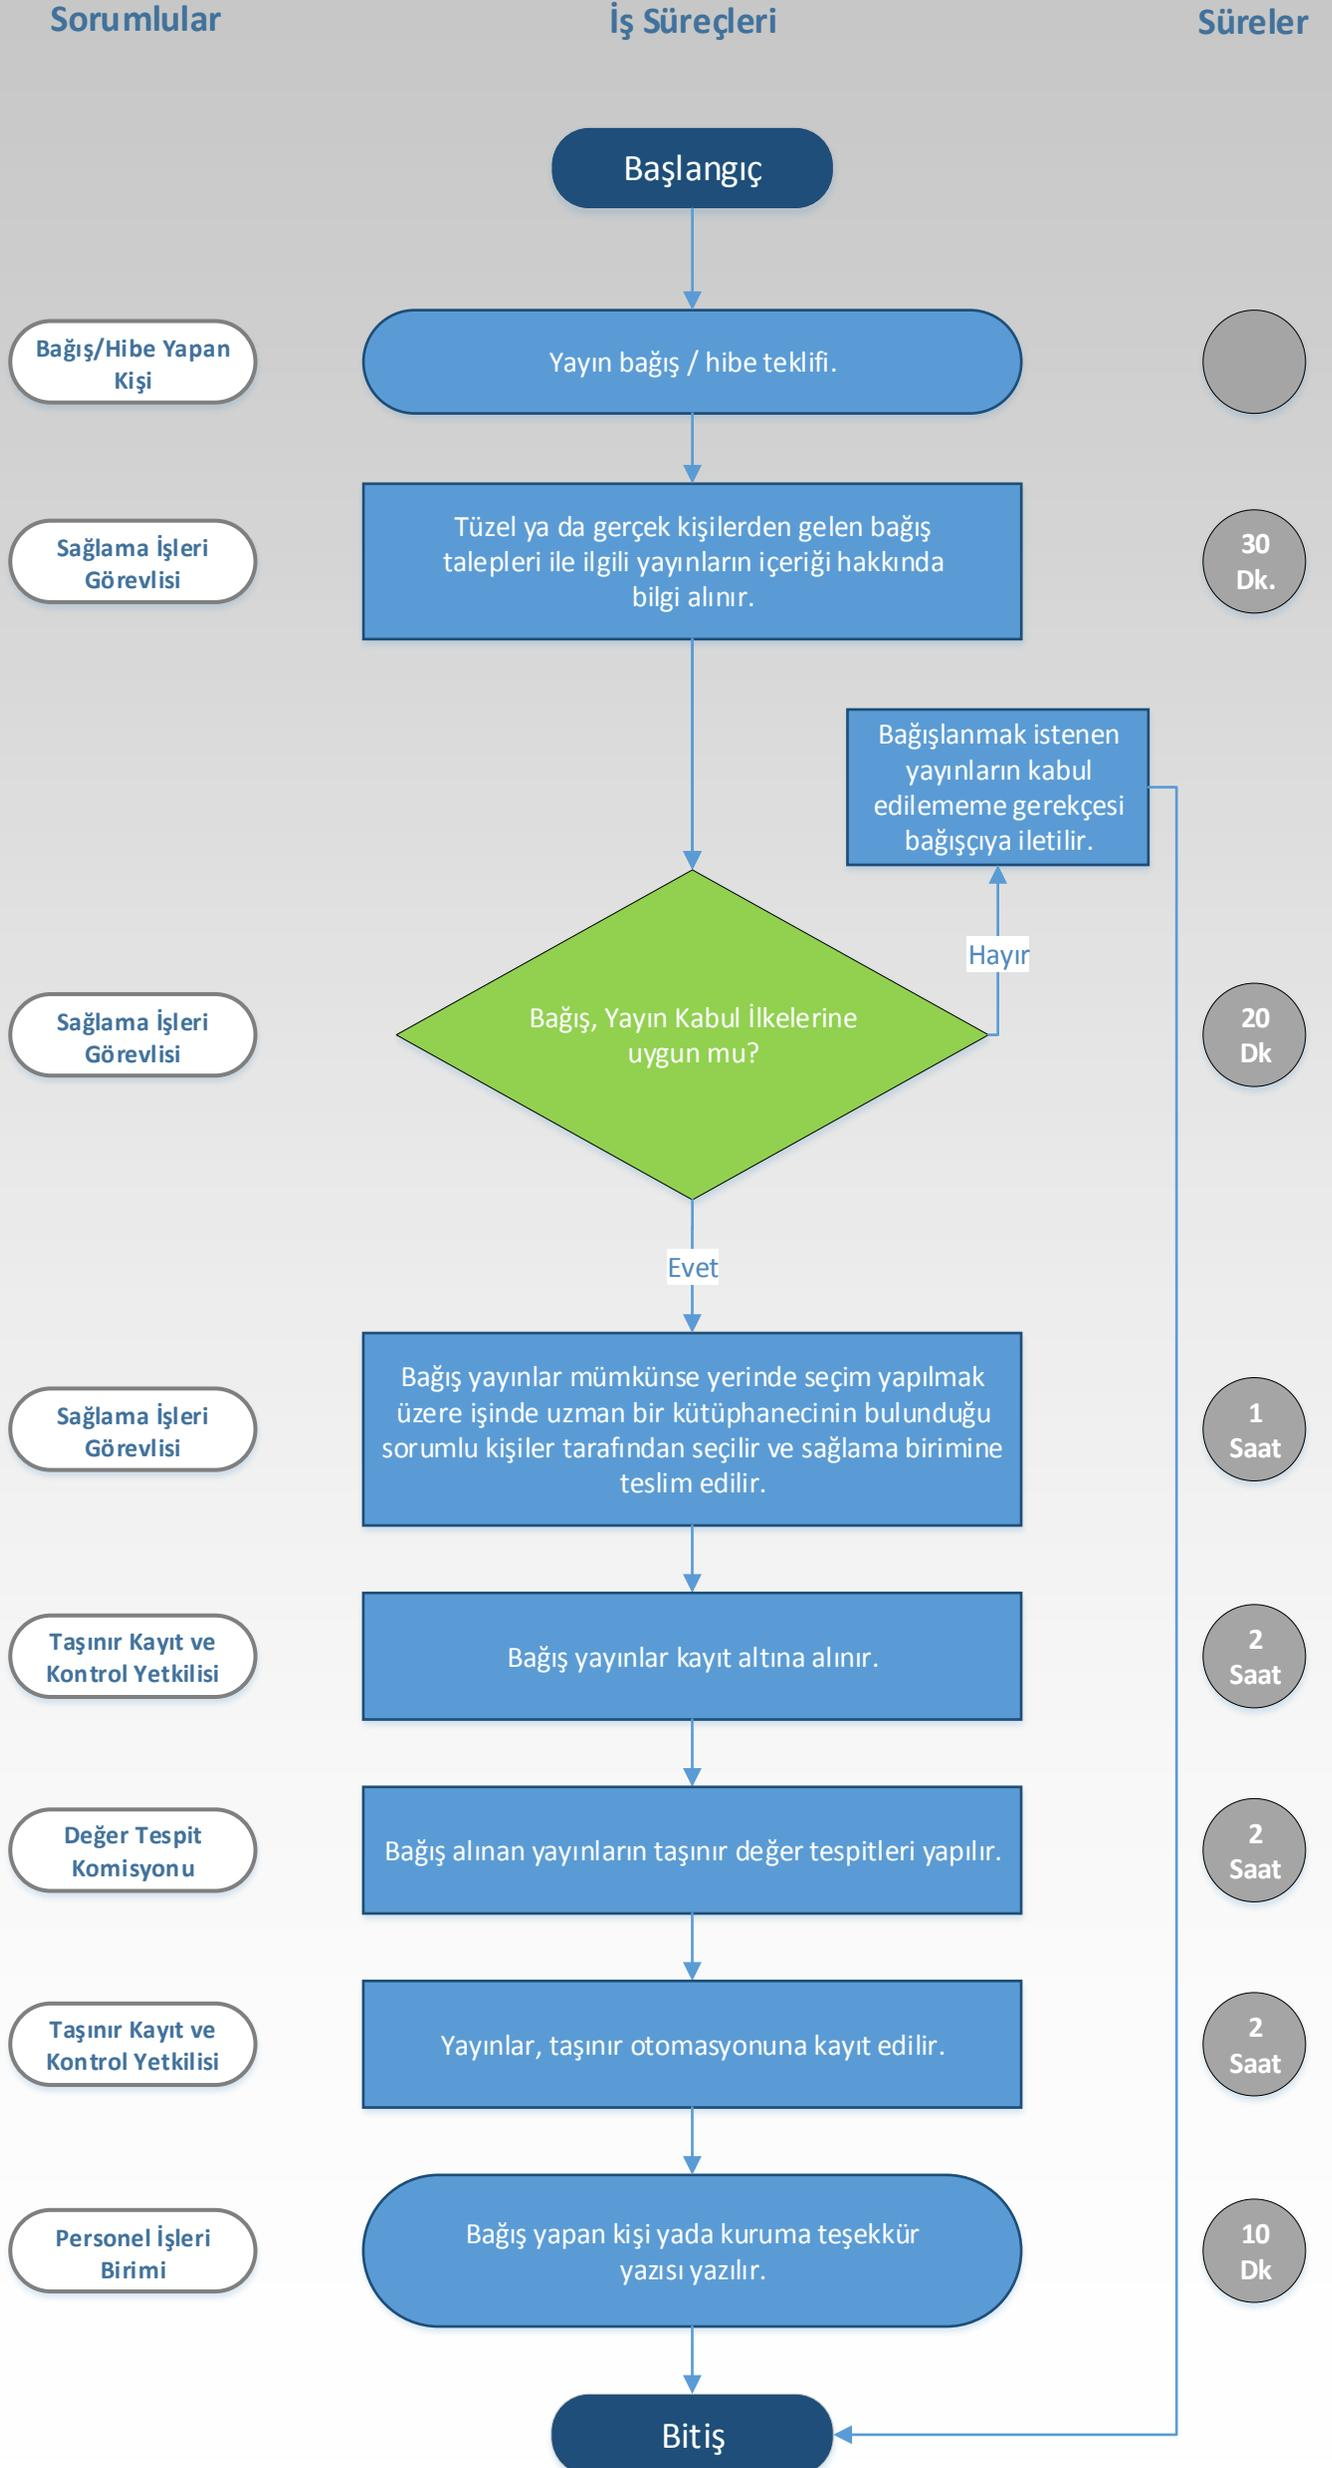 Sorumlular
İş Süreçleri
Süreler
Başlangıç
Bağış/Hibe Yapan
Kişi
Yayın bağış / hibe teklifi.
Sağlama İşleri
Görevlisi
Tüzel ya da gerçek kişilerden gelen bağış
talepleri ile ilgili yayınların içeriği hakkında
bilgi alınır.
30
Dk.
Bağışlanmak istenen
yayınların kabul
edilememe gerekçesi
bağışçıya iletilir.
Hayır
Sağlama İşleri
Görevlisi
Bağış, Yayın Kabul İlkelerine
uygun mu?
20
Dk
Evet
Sağlama İşleri
Görevlisi
Bağış yayınlar mümkünse yerinde seçim yapılmak
üzere işinde uzman bir kütüphanecinin bulunduğu
sorumlu kişiler tarafından seçilir ve sağlama birimine
teslim edilir.
1
Saat
Taşınır Kayıt ve
Kontrol Yetkilisi
Bağış yayınlar kayıt altına alınır.
2
Saat
Değer Tespit
Komisyonu
Bağış alınan yayınların taşınır değer tespitleri yapılır.
2
Saat
Taşınır Kayıt ve
Kontrol Yetkilisi
Yayınlar, taşınır otomasyonuna kayıt edilir.
2
Saat
Personel İşleri
Birimi
Bağış yapan kişi yada kuruma teşekkür
yazısı yazılır.
10
Dk
Bitiş